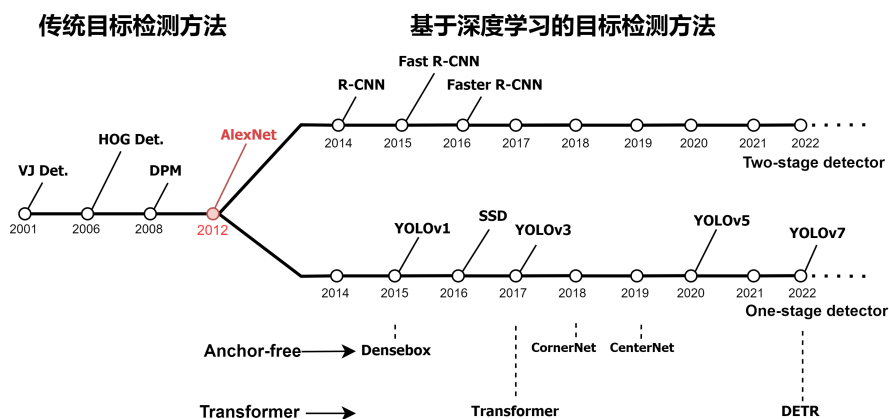 传统目标检测方法
基于深度学习的目标检测方法
Fast R-CNN
R-CNN
Faster R-CNN
2014 2015 2016 2017 2018 2019 2020 2021 2022
Two-stage detector
AlexNet
HOG Det.
VJ Det.
DPM
2001 2006 2008 2012
YOLOv1
SSD
YOLOv3
YOLOv5
YOLOv7
2014 2015 2016 2017 2018 2019 2020 2021 2022
One-stage detector
Anchor-free Densebox CornerNet CenterNet
Transformer Transformer DETR